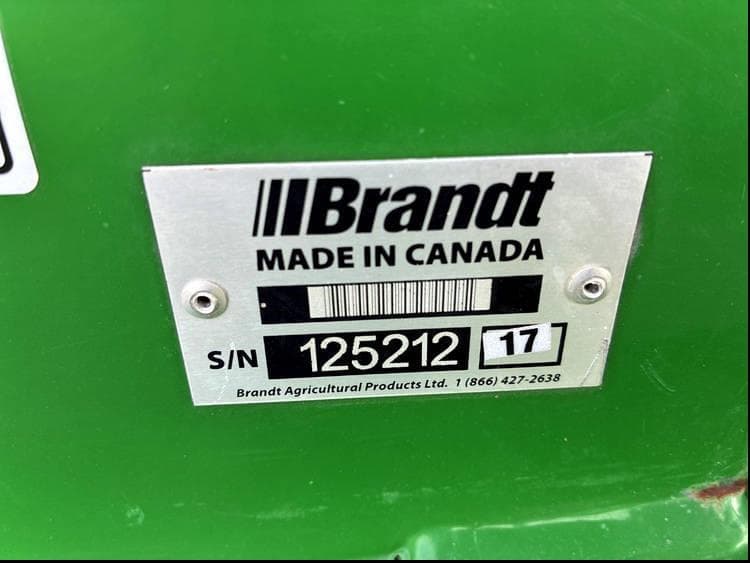 Brandt
MADE IN CANADA
S/N 125212 17
Brandt Agricultural Products Ltd. 1 (866) 427-2638